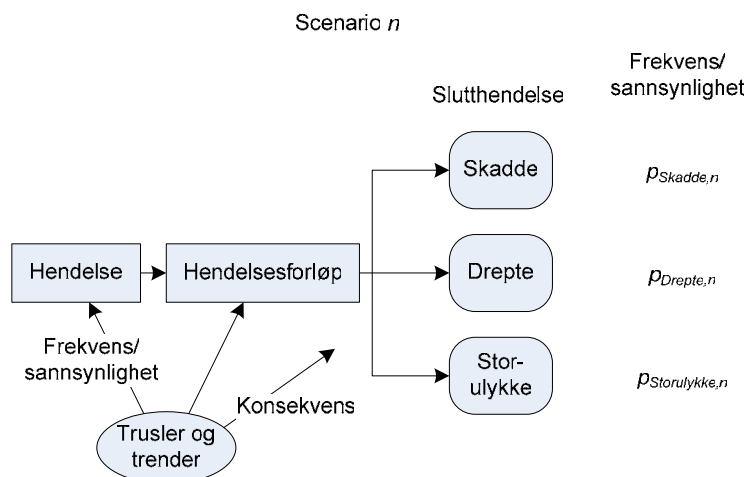 Scenario n
Frekvens/
sannsynlighet
Slutthendelse
Skadde
pSkadde,n
Hendelse
Hendelsesforløp
Drepte
pDrepte,n
Frekvens/
sannsynlighet
Stor-
ulykke
pStorulykke,n
Konsekvens
Trusler og
trender